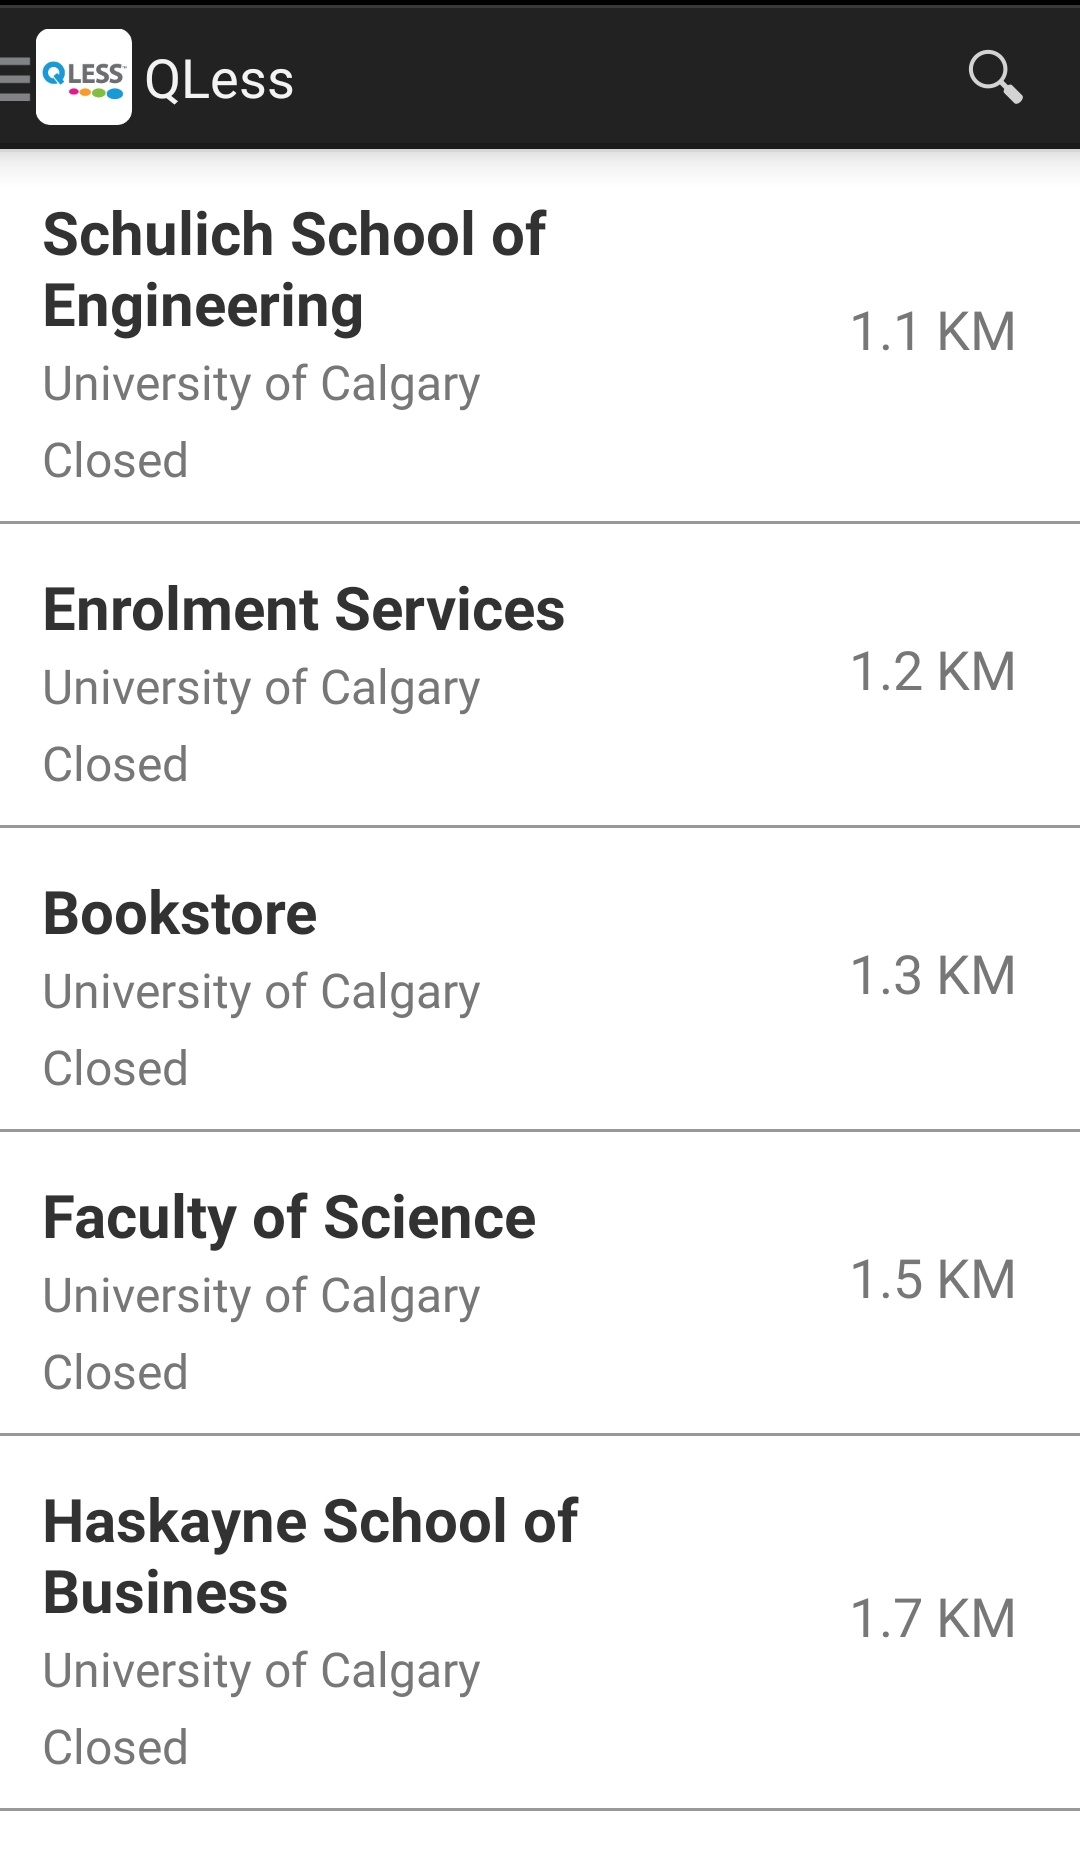 QLESS QLess
Schulich School of
Engineering
1.1 KM
University of Calgary
Closed
Enrolment Services
1.2 KM
University of Calgary
Closed
Bookstore
1.3 KM
University of Calgary
Closed
Faculty of Science
1.5 KM
University of Calgary
Closed
Haskayne School of
Business
1.7 KM
University of Calgary
Closed